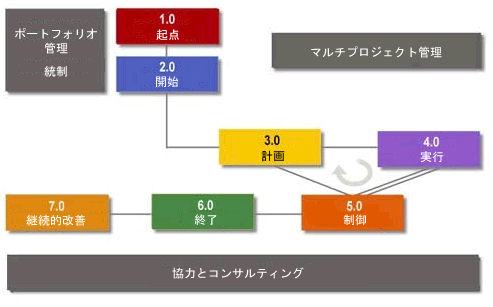 ポートフォリオ
管理
統制
1.0
起点
2.0
開始
マルチプロジェクト管理
3.0
計画
4.0
実行
7.0
継続的改善
6.0
終了
5.0
制御
協力とコンサルティング